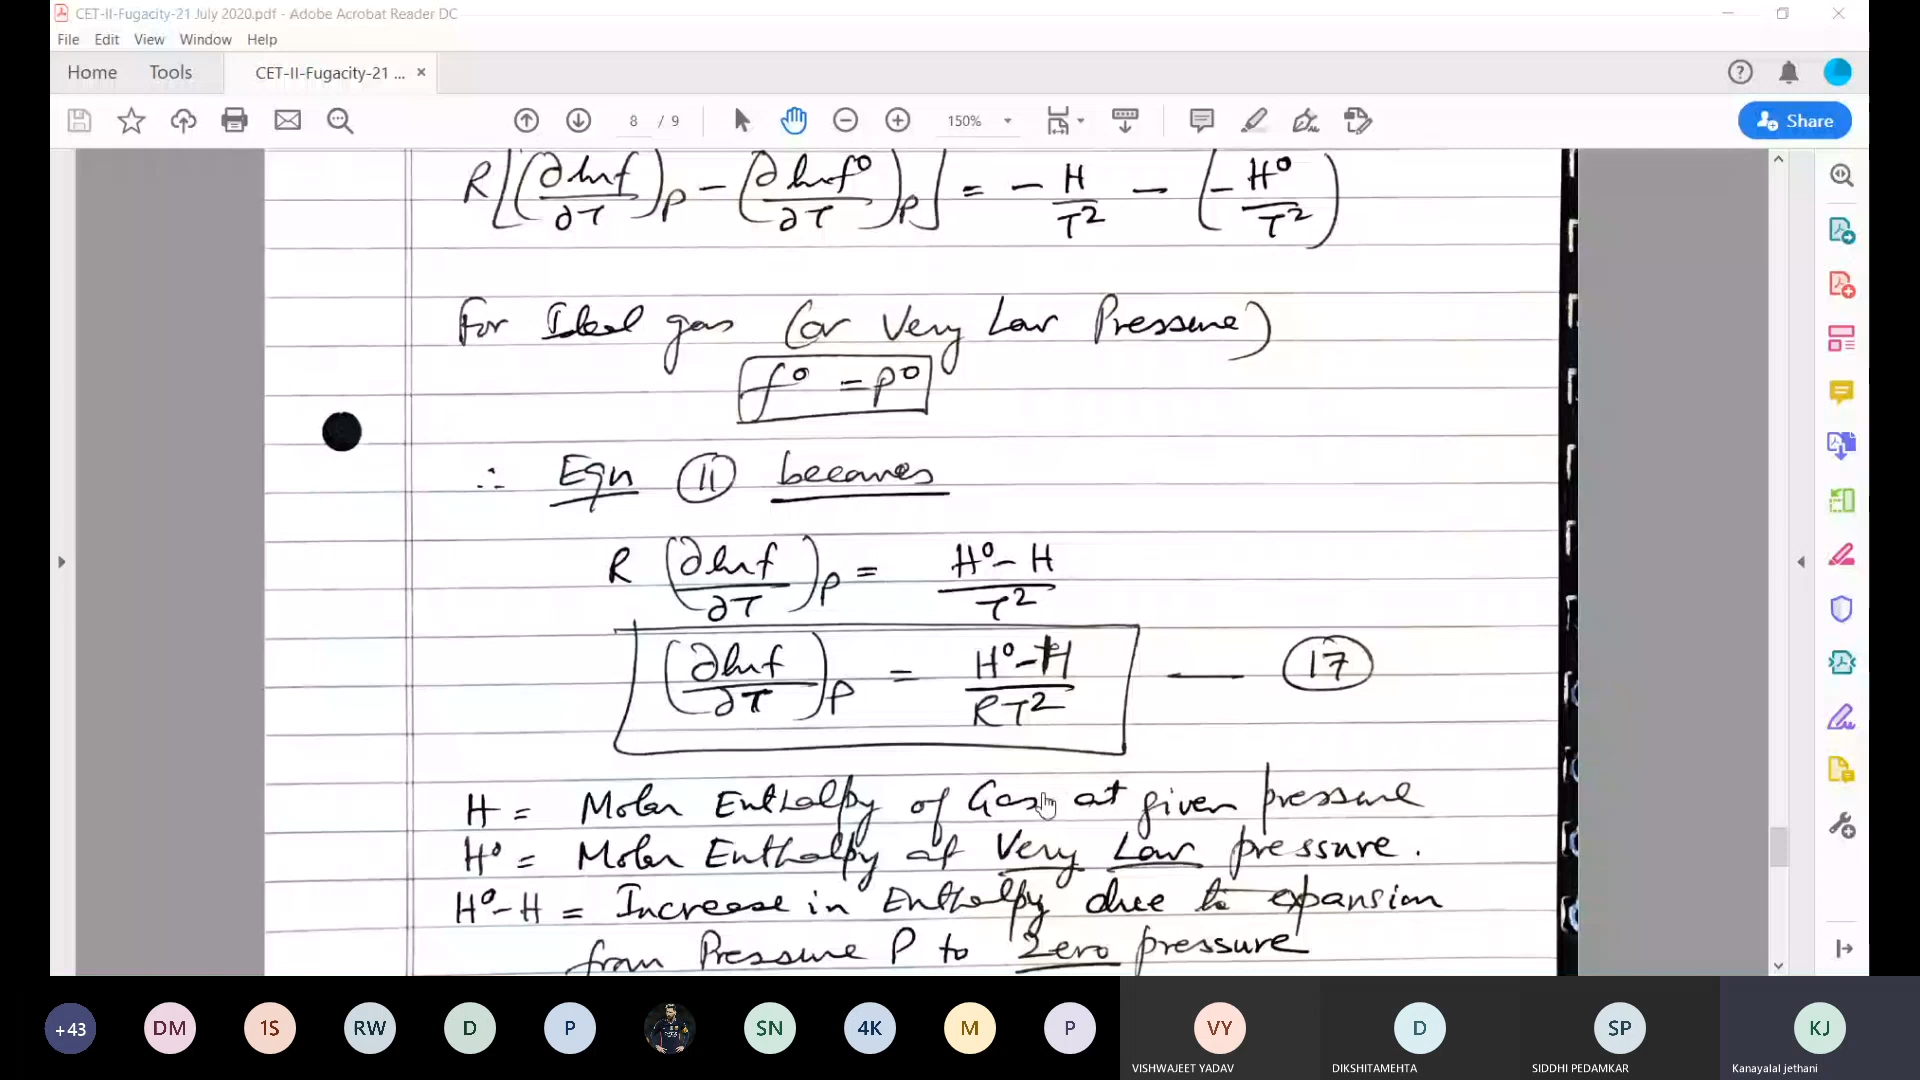 CET-II-Fugacity-21 July 2020.pdf - Adobe Acrobat Reader DC
File Edit View Window Help
Home Tools CET-II-Fugacity-21 ... ×
8 / 9 150% Share
R[(∂lnf/∂T)P − (∂lnf°/∂T)P] = − H/T² − (−H°/T²)
For Ideal gas (or Very Low Pressure)
f° = P°
∴ Eqn 11 becomes
R (∂lnf/∂T)P = H°−H/T²
(∂lnf/∂T)P = H°−H/RT² — 17
H = Molar Enthalpy of Gas at given pressure
H° = Molar Enthalpy at Very Low pressure.
H°−H = Increase in Enthalpy due to expansion
from Pressure P to Zero pressure
+43 DM 1S RW D P SN 4K M P VY D SP KJ
VISHWAJEET YADAV DIKSHITAMEHTA SIDDHI PEDAMKAR Kanayalal jethani